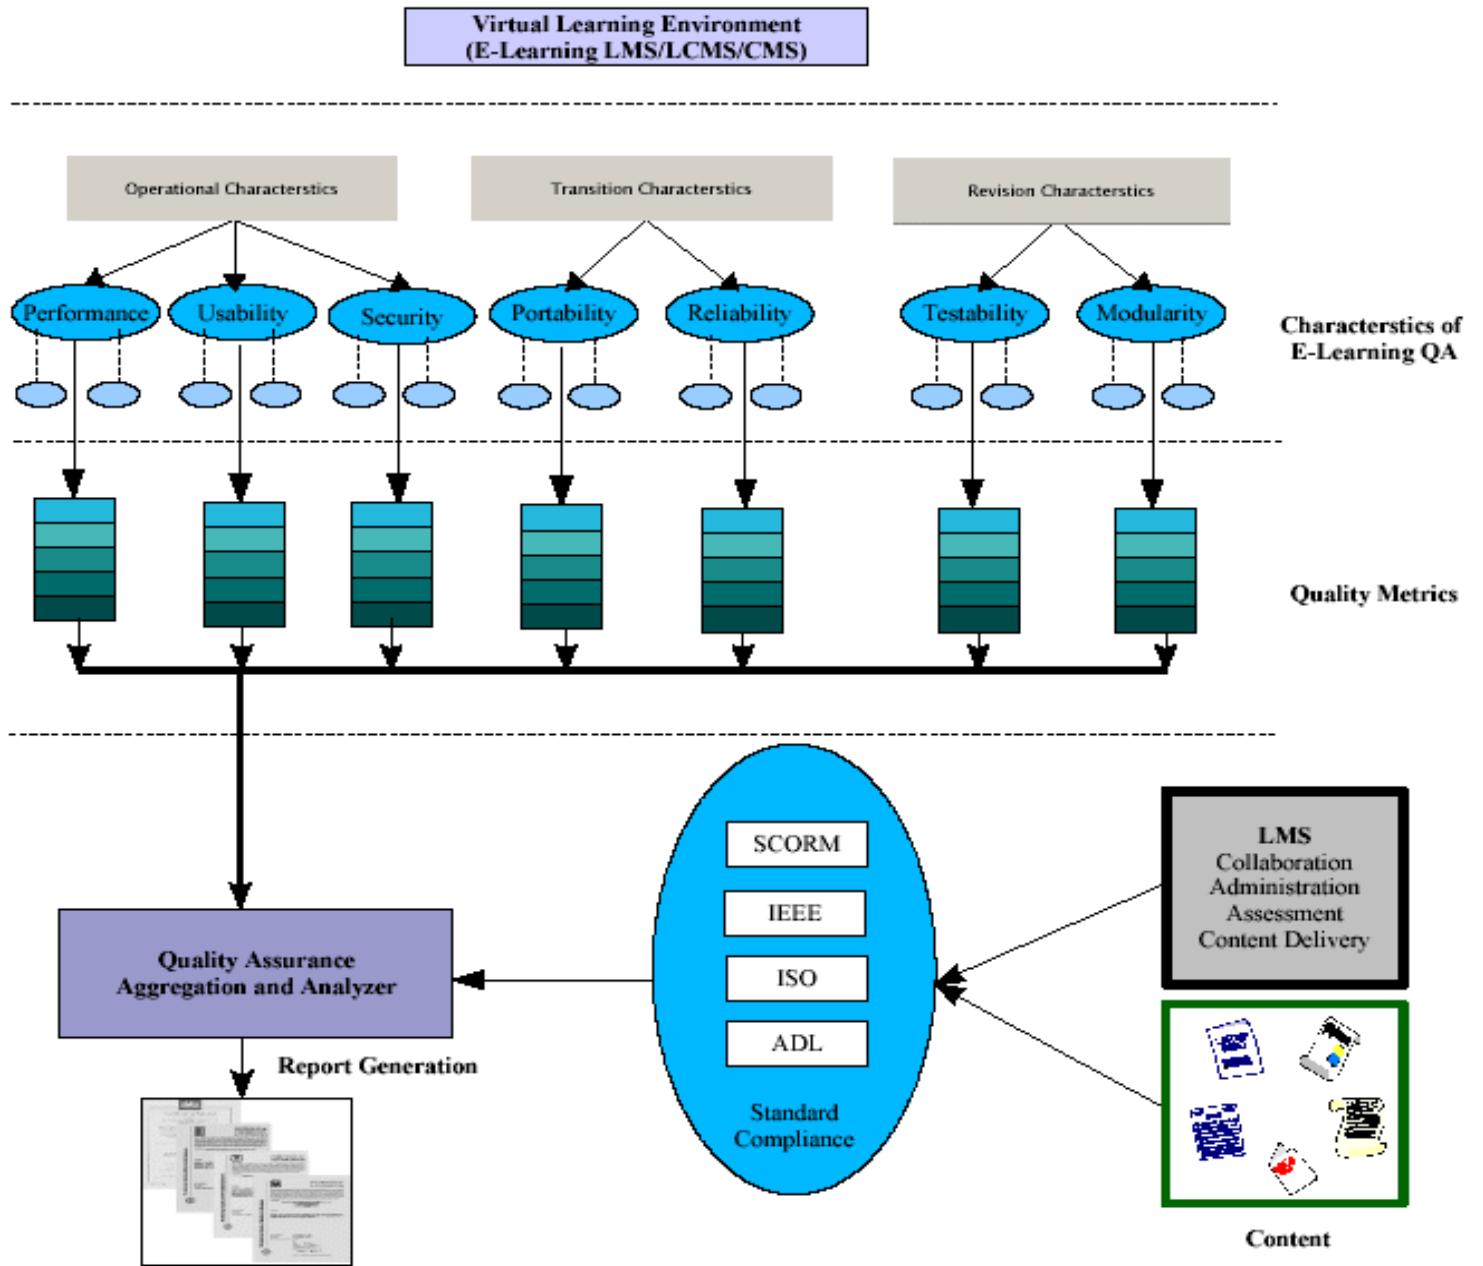 Virtual Learning Environment
(E-Learning LMS/LCMS/CMS)
Operational Characterstics
Transition Characterstics
Revision Characterstics
Performance
Usability
Security
Portability
Reliability
Testability
Modularity
Characterstics of
E-Learning QA
Quality Metrics
SCORM
IEEE
ISO
ADL
Standard
Compliance
LMS
Collaboration
Administration
Assessment
Content Delivery
Quality Assurance
Aggregation and Analyzer
Report Generation
Content